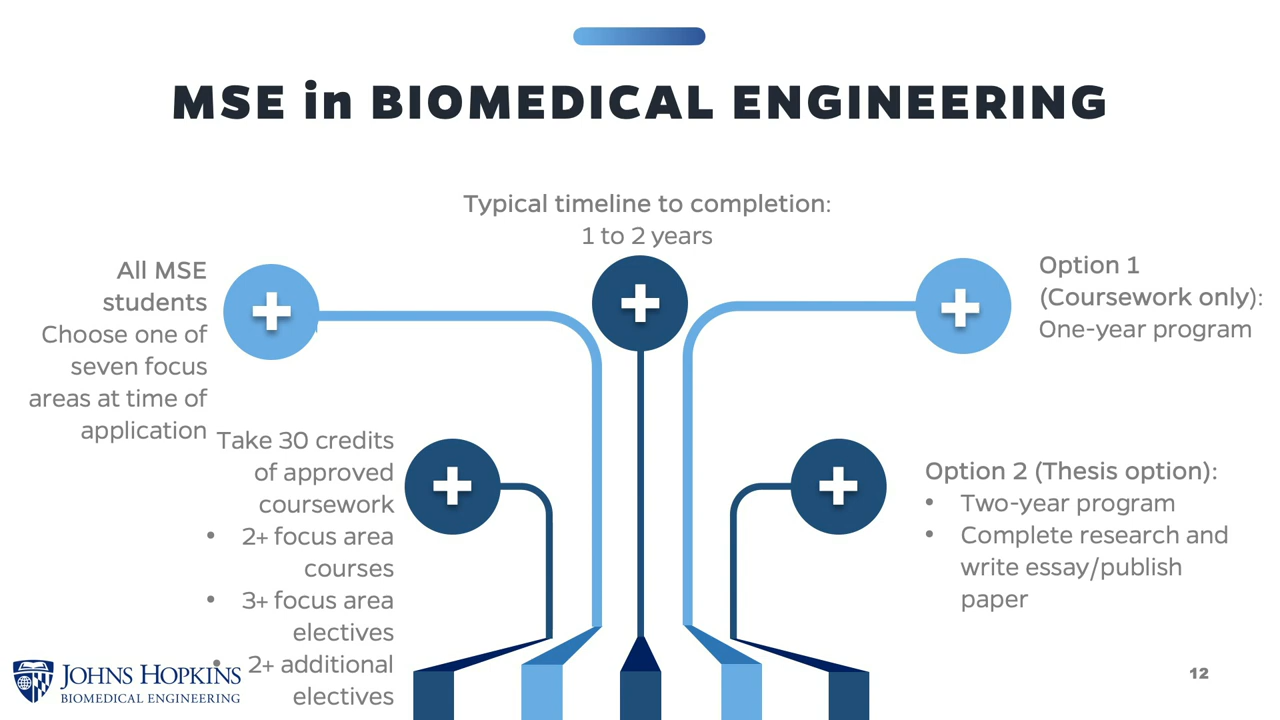 MSE in BIOMEDICAL ENGINEERING
Typical timeline to completion:
1 to 2 years
All MSE
students
Choose one of
seven focus
areas at time of
application
Take 30 credits
of approved
coursework
• 2+ focus area
courses
• 3+ focus area
electives
• 2+ additional
electives
Option 1
(Coursework only):
One-year program
Option 2 (Thesis option):
• Two-year program
• Complete research and
write essay/publish
paper
JOHNS HOPKINS
BIOMEDICAL ENGINEERING
12